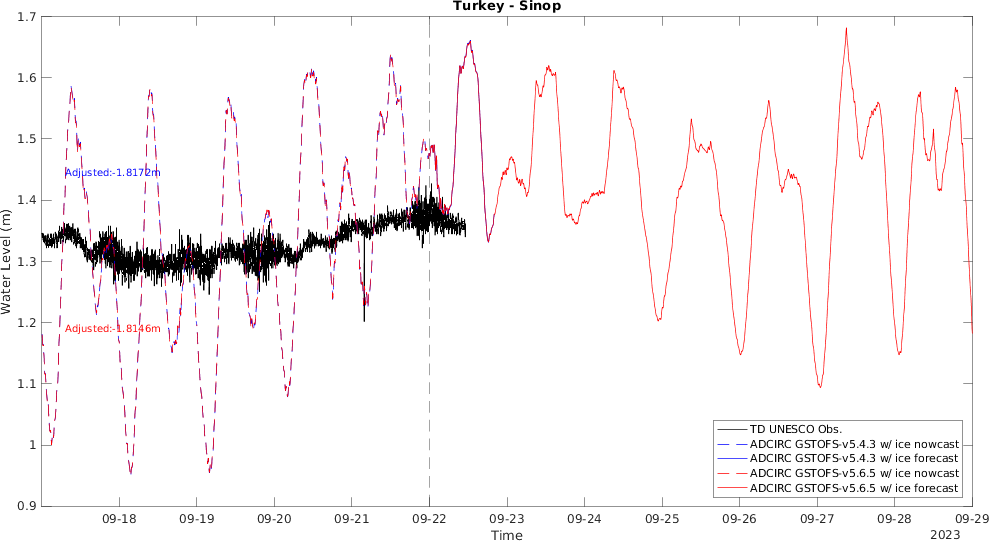 Turkey - Sinop
1.7
1.6
1.5
1.4
1.3
1.2
1.1
1
0.9
Water Level (m)
Adjusted:-1.8172m
Adjusted:-1.8146m
TD UNESCO Obs.
ADCIRC GSTOFS-v5.4.3 w/ ice nowcast
ADCIRC GSTOFS-v5.4.3 w/ ice forecast
ADCIRC GSTOFS-v5.6.5 w/ ice nowcast
ADCIRC GSTOFS-v5.6.5 w/ ice forecast
09-18 09-19 09-20 09-21 09-22 09-23 09-24 09-25 09-26 09-27 09-28 09-29
Time
2023